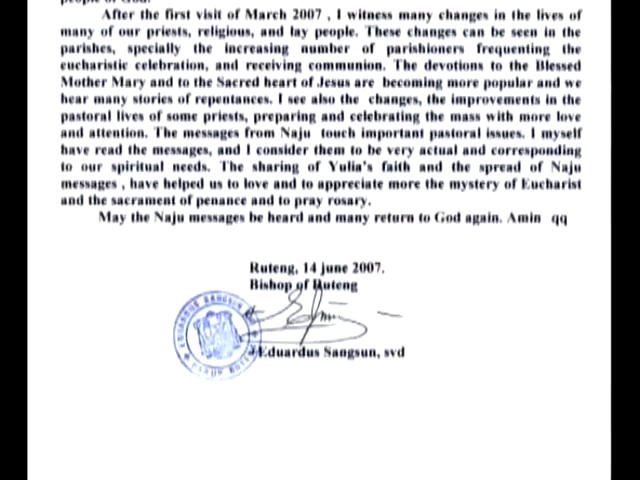 people of God.
After the first visit of March 2007 , I witness many changes in the lives of
many of our priests, religious, and lay people. These changes can be seen in the
parishes, specially the increasing number of parishioners frequenting the
eucharistic celebration, and receiving communion. The devotions to the Blessed
Mother Mary and to the Sacred heart of Jesus are becoming more popular and we
hear many stories of repentances. I see also the changes, the improvements in the
pastoral lives of some priests, preparing and celebrating the mass with more love
and attention. The messages from Naju touch important pastoral issues. I myself
have read the messages, and I consider them to be very actual and corresponding
to our spiritual needs. The sharing of Yulia's faith and the spread of Naju
messages , have helped us to love and to appreciate more the mystery of Eucharist
and the sacrament of penance and to pray rosary.
May the Naju messages be heard and many return to God again. Amin qq
Ruteng, 14 june 2007.
Bishop of Ruteng
EDUARDUS SANGSUN
Eduardus Sangsun, svd